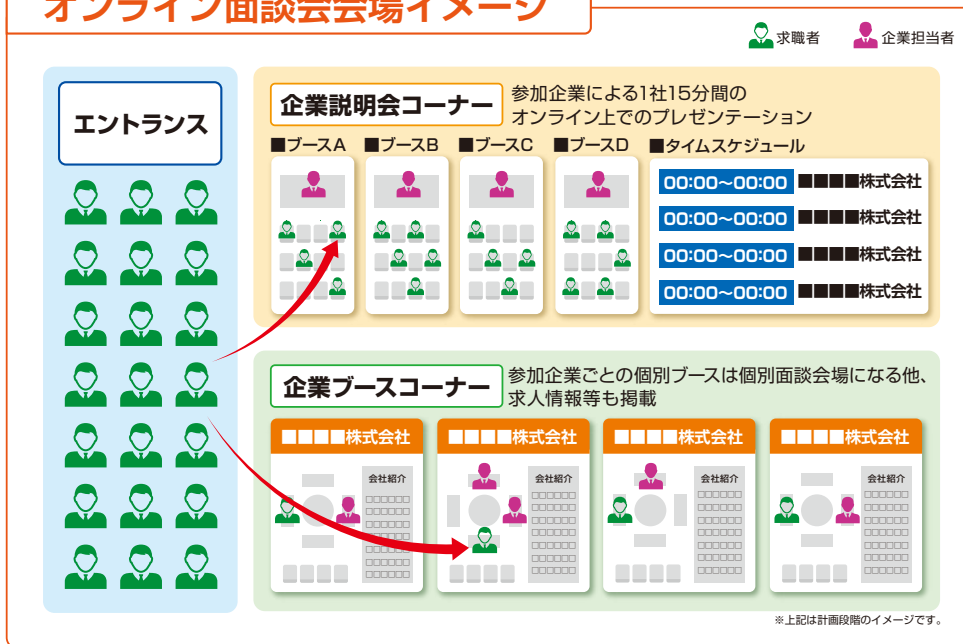 オンライン面談会会場イメージ
求職者
企業担当者
エントランス
企業説明会コーナー
参加企業による1社15分間の
オンライン上でのプレゼンテーション
■ブースA
■ブースB
■ブースC
■ブースD
■タイムスケジュール
00:00~00:00 ■■■■株式会社
00:00~00:00 ■■■■株式会社
00:00~00:00 ■■■■株式会社
00:00~00:00 ■■■■株式会社
企業ブースコーナー
参加企業ごとの個別ブースは個別面談会場になる他、
求人情報等も掲載
■■■■株式会社
会社紹介
■■■■株式会社
会社紹介
■■■■株式会社
会社紹介
■■■■株式会社
会社紹介
※上記は計画段階のイメージです。